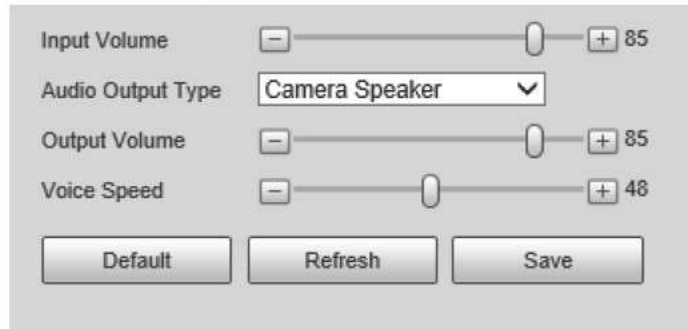 Input Volume 85
Audio Output Type Camera Speaker
Output Volume 85
Voice Speed 48
Default Refresh Save